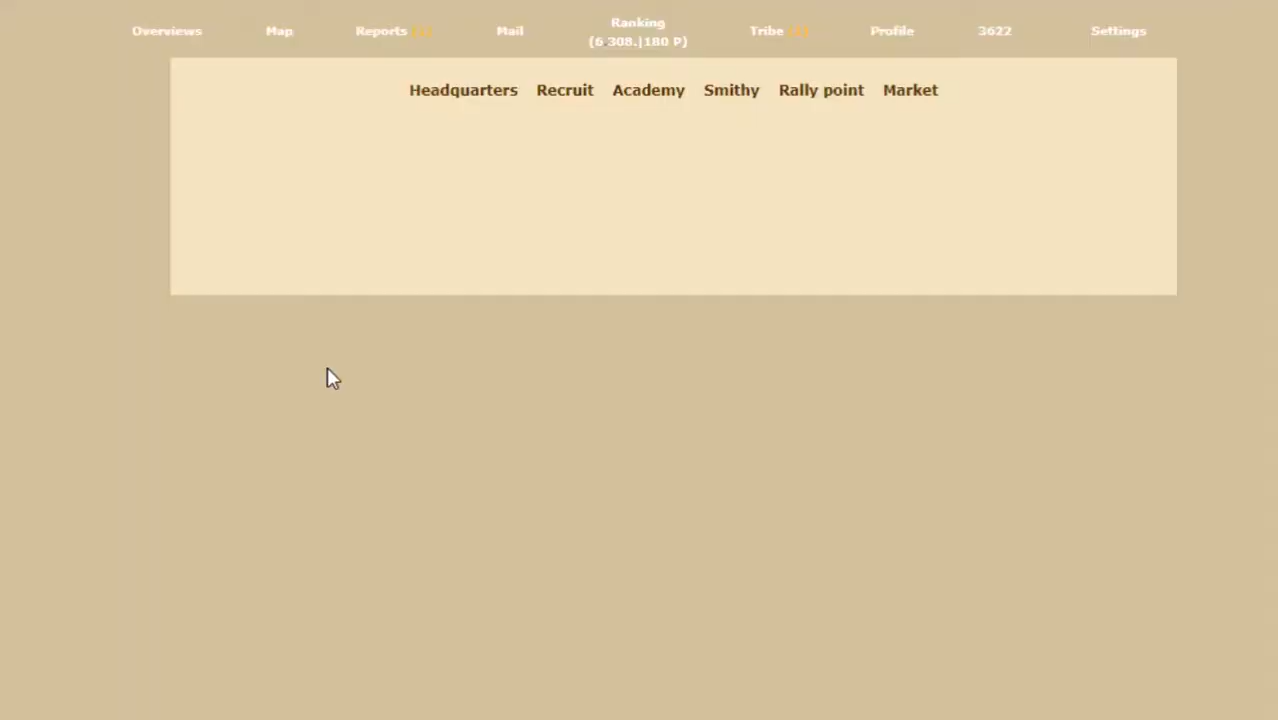 Overviews Map Reports Mail Ranking Tribe Profile 3622 Settings
(6.308.|180 P)
Headquarters Recruit Academy Smithy Rally point Market